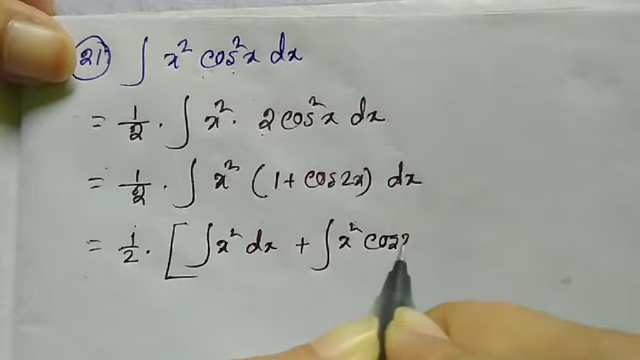 21) ∫ x² cos²x dx
= 1/2 · ∫ x² · 2cos²x dx
= 1/2 · ∫ x² (1 + cos2x) dx
= 1/2 · [ ∫x² dx + ∫x² cos2